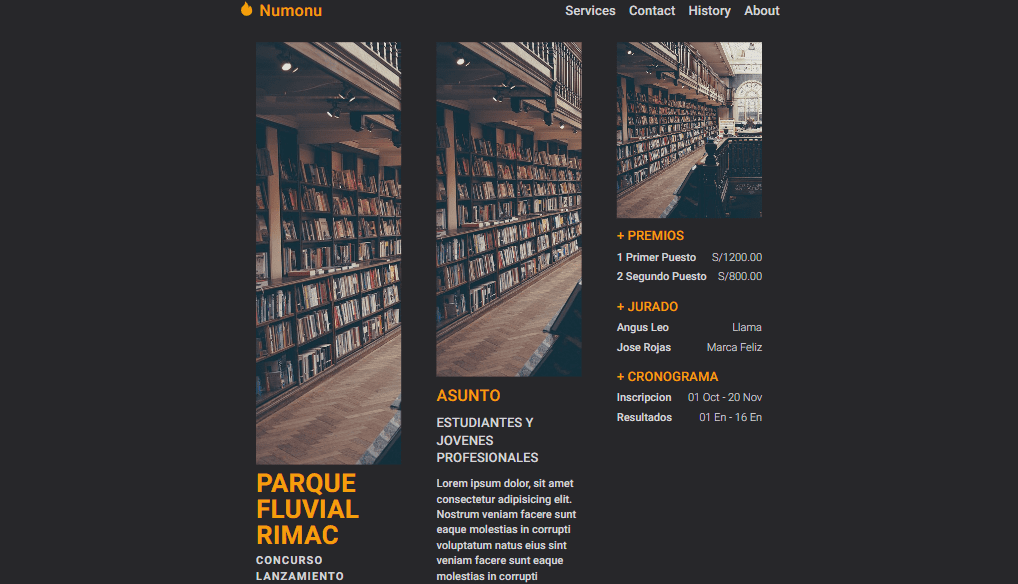 Numonu
Services Contact History About
PARQUE
FLUVIAL
RIMAC
CONCURSO
LANZAMIENTO
ASUNTO
ESTUDIANTES Y
JOVENES
PROFESIONALES
Lorem ipsum dolor, sit amet
consectetur adipisicing elit.
Nostrum veniam facere sunt
eaque molestias in corrupti
voluptatum natus eius sint
veniam facere sunt eaque
molestias in corrupti
+ PREMIOS
1 Primer Puesto S/1200.00
2 Segundo Puesto S/800.00
+ JURADO
Angus Leo Llama
Jose Rojas Marca Feliz
+ CRONOGRAMA
Inscripcion 01 Oct - 20 Nov
Resultados 01 En - 16 En